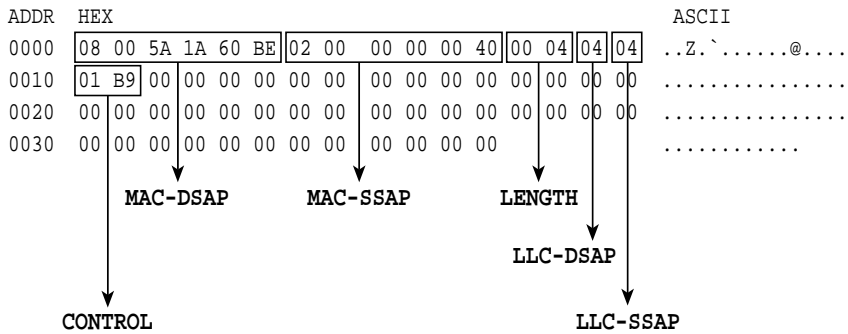 ADDR HEX ASCII
0000 08 00 5A 1A 60 BE 02 00 00 00 00 40 00 04 04 04 ..Z.`......@....
0010 01 B9 00 00 00 00 00 00 00 00 00 00 00 00 00 00 ................
0020 00 00 00 00 00 00 00 00 00 00 00 00 00 00 00 00 ................
0030 00 00 00 00 00 00 00 00 00 00 00 00 ............
MAC-DSAP MAC-SSAP LENGTH
LLC-DSAP
CONTROL LLC-SSAP